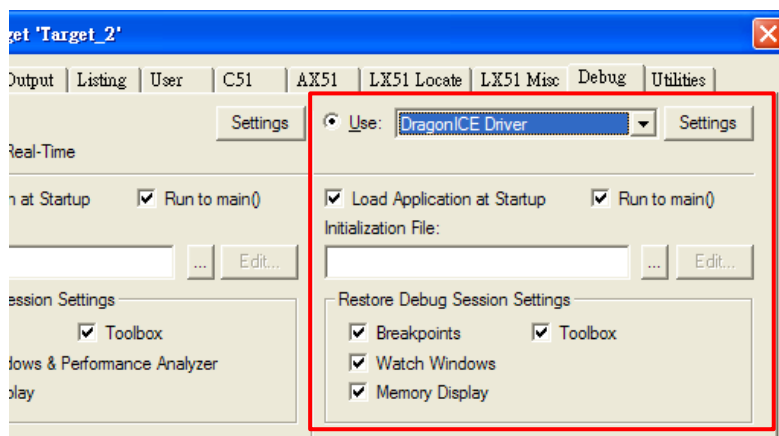 get 'Target_2'
Output Listing User C51 AX51 LX51 Locate LX51 Misc Debug Utilities
Settings Use: DragonICE Driver Settings
Real-Time
n at Startup Run to main() Load Application at Startup Run to main()
Initialization File:
... Edit... ... Edit...
ession Settings Restore Debug Session Settings
Toolbox Breakpoints Toolbox
dows & Performance Analyzer Watch Windows
play Memory Display